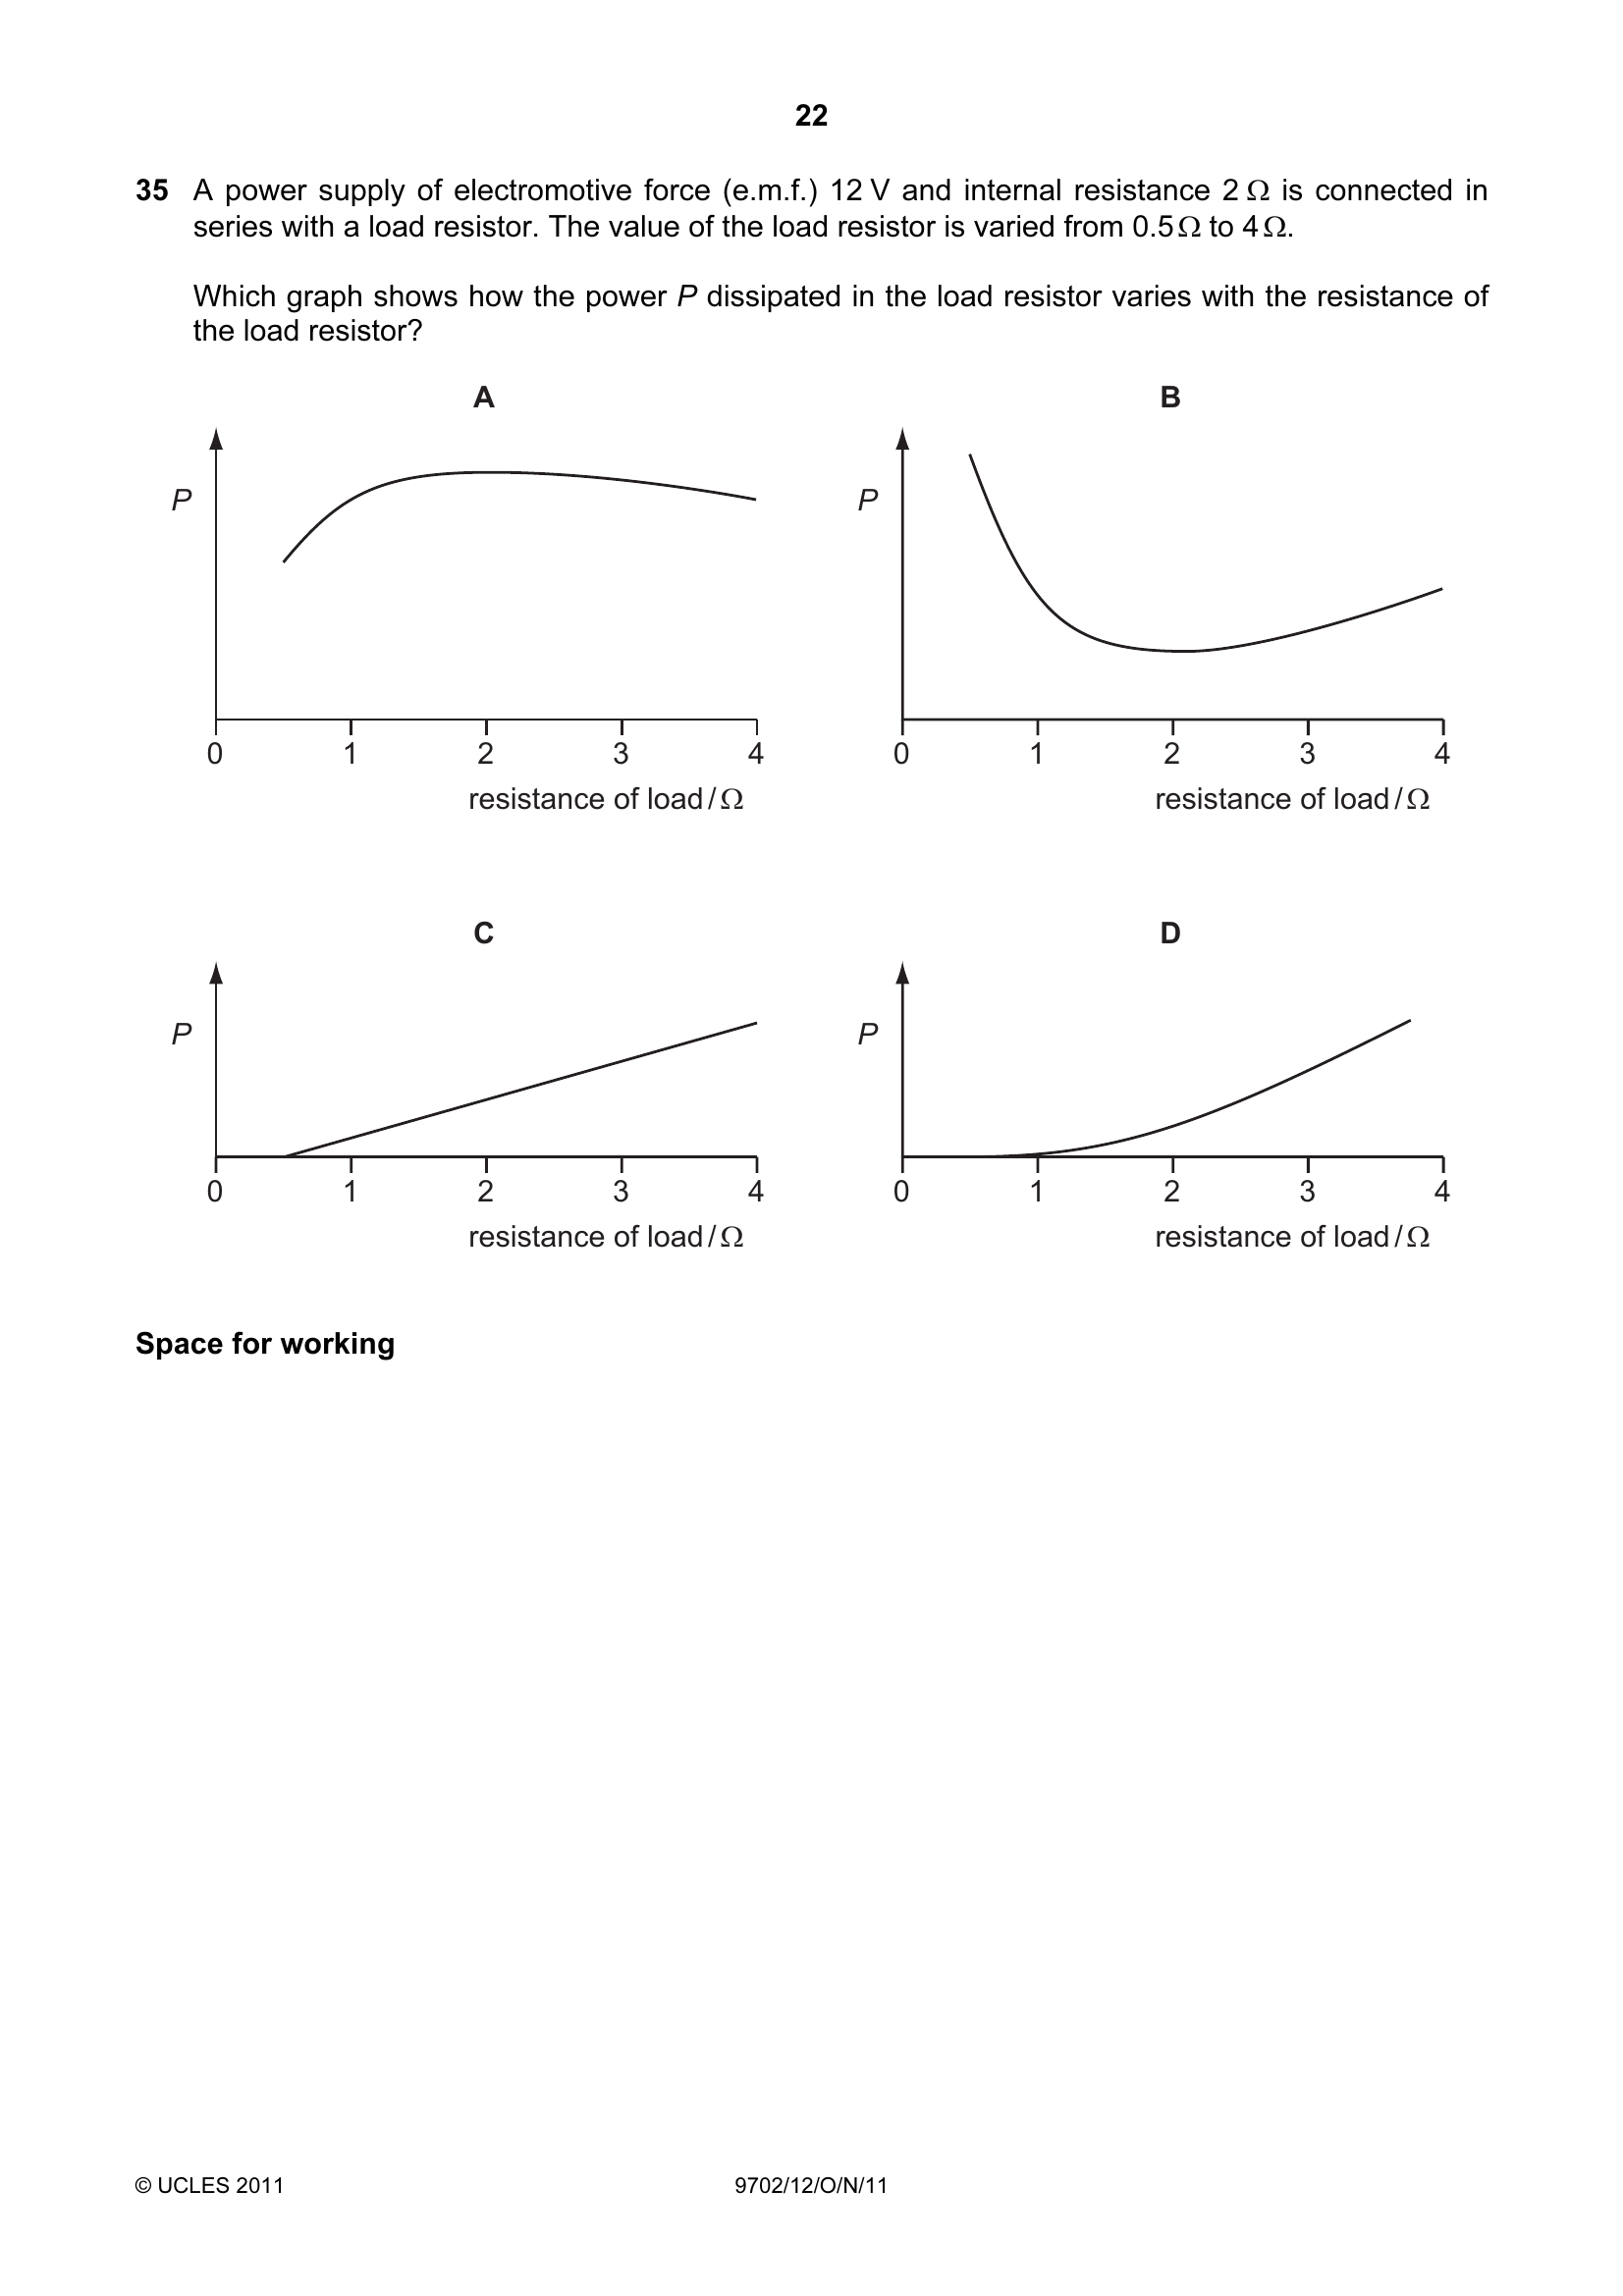 22
35 A power supply of electromotive force (e.m.f.) 12 V and internal resistance 2 Ω is connected in
series with a load resistor. The value of the load resistor is varied from 0.5 Ω to 4 Ω.
Which graph shows how the power P dissipated in the load resistor varies with the resistance of
the load resistor?
A B
P P
0 1 2 3 4 0 1 2 3 4
resistance of load / Ω resistance of load / Ω
C D
P P
0 1 2 3 4 0 1 2 3 4
resistance of load / Ω resistance of load / Ω
Space for working
© UCLES 2011 9702/12/O/N/11